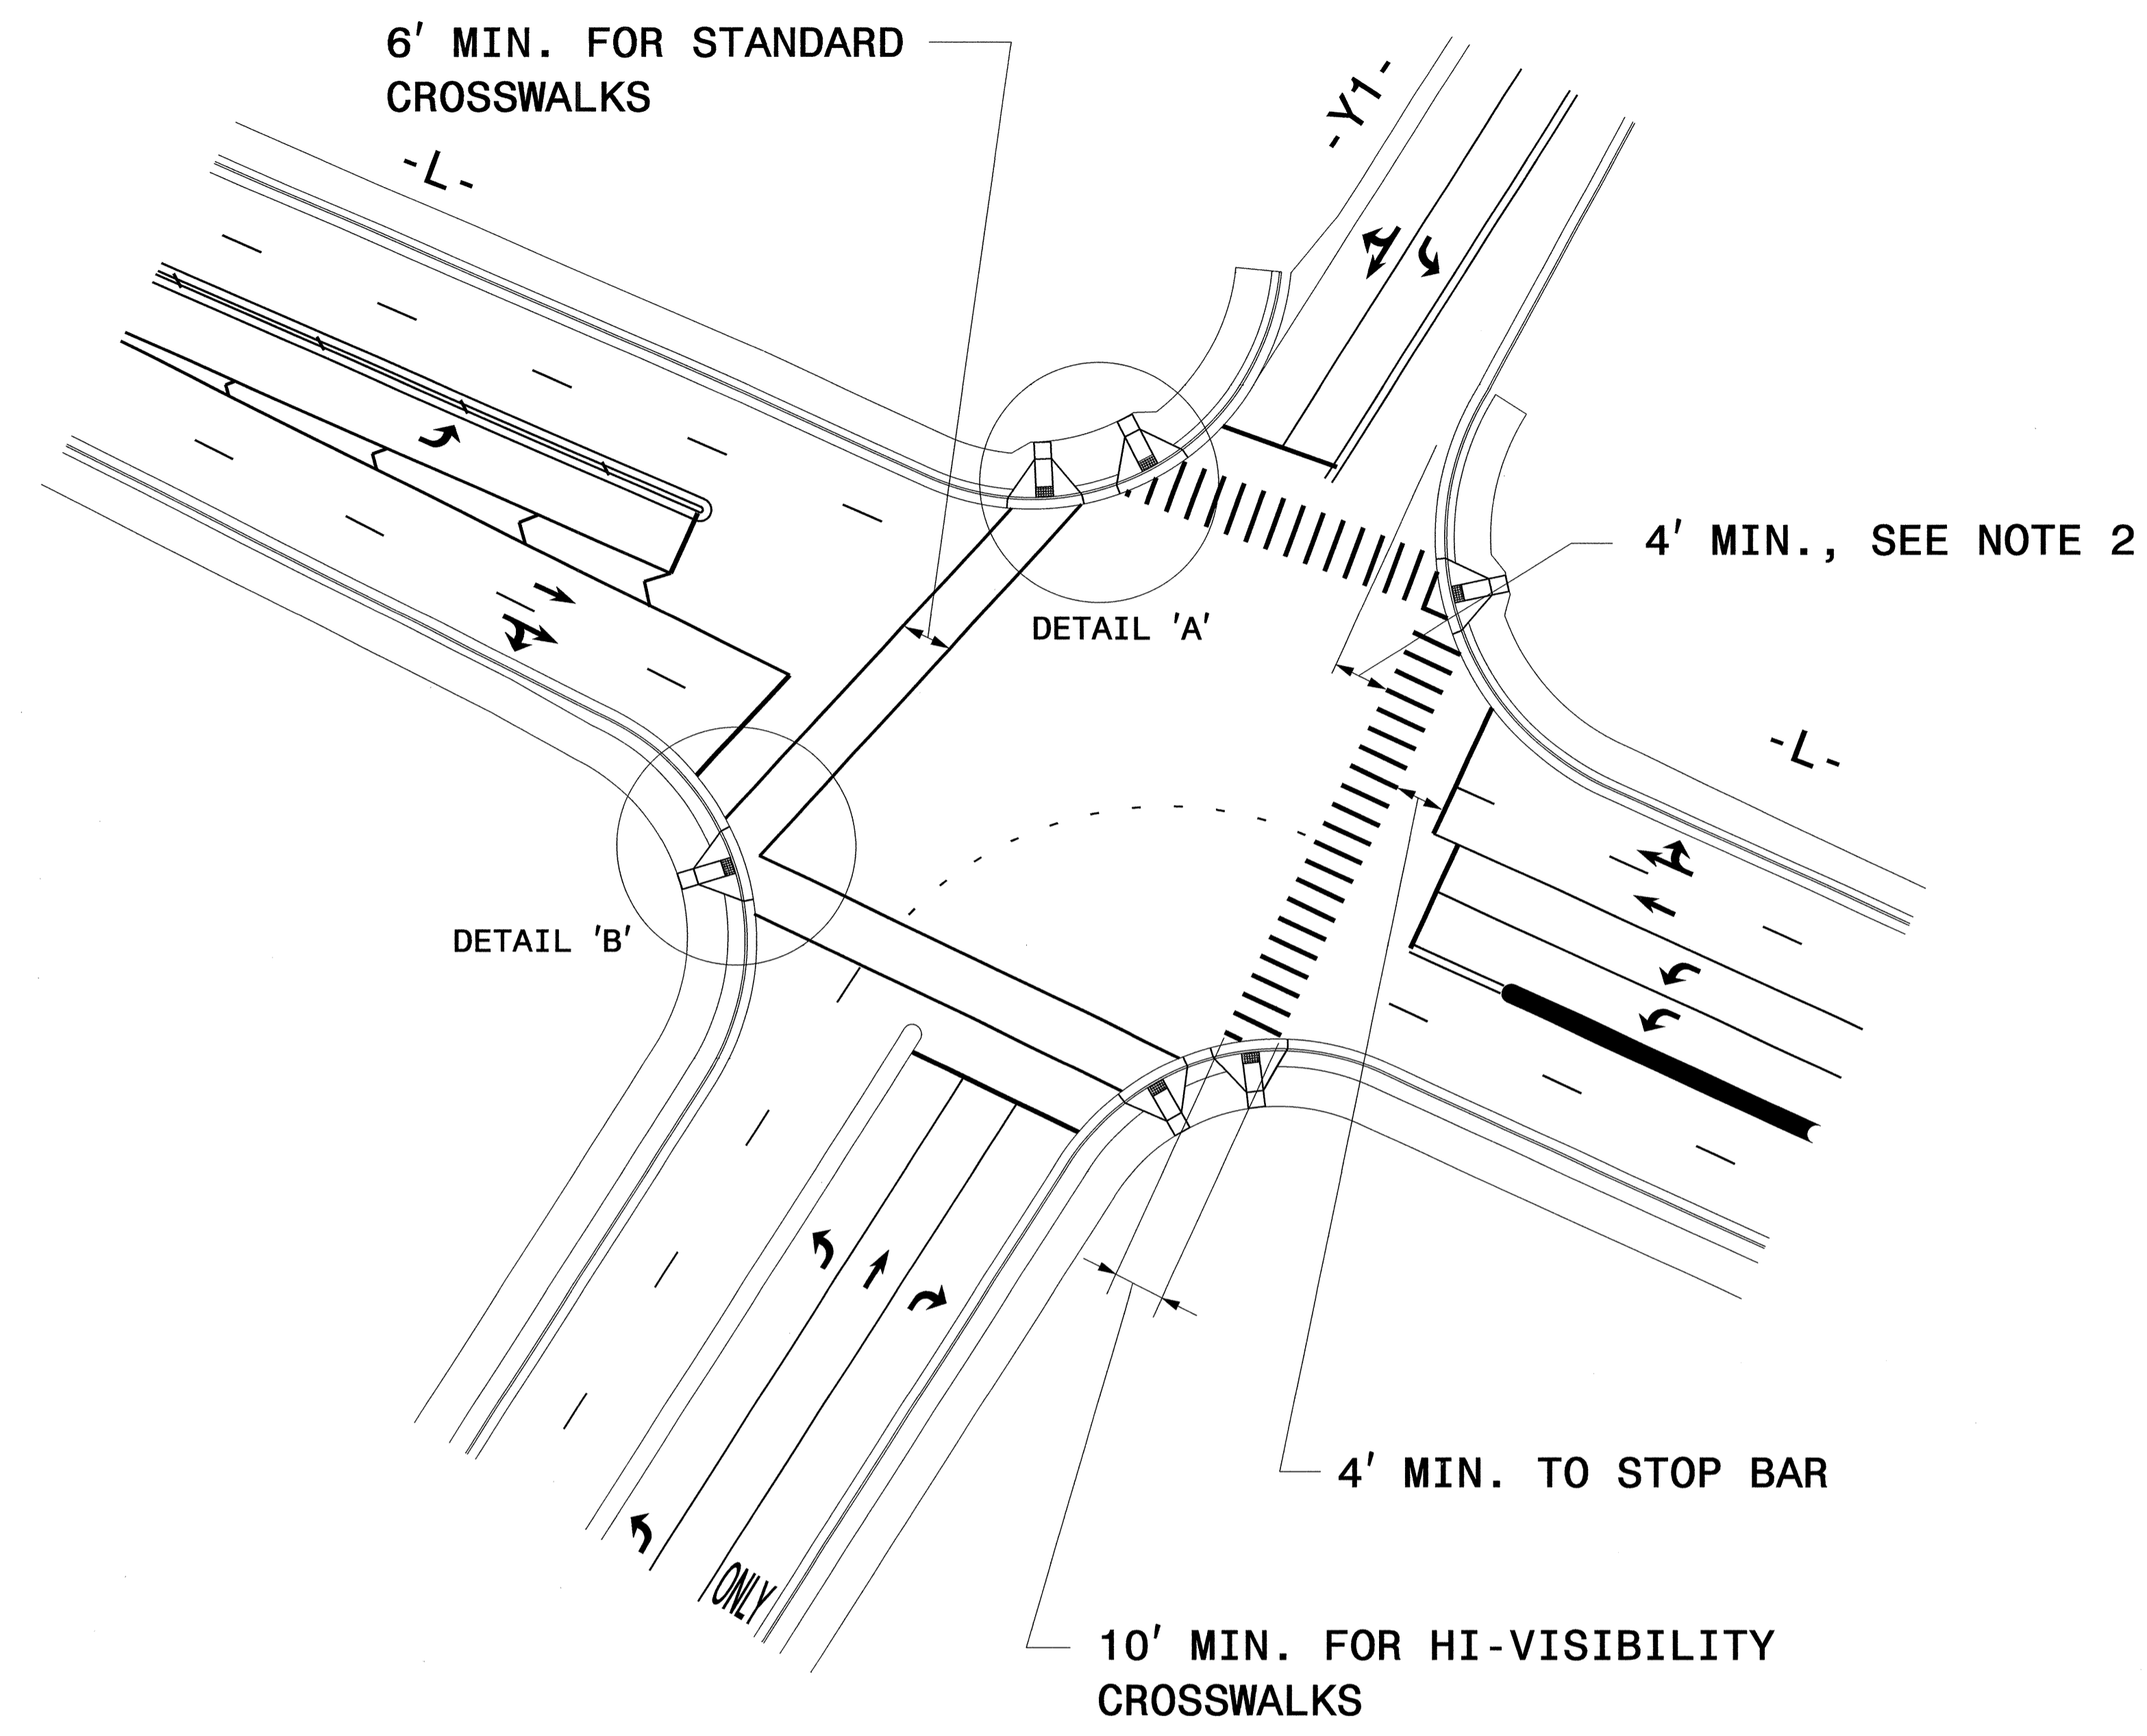 6' MIN. FOR STANDARD
CROSSWALKS
-L-
-Y1-
4' MIN., SEE NOTE 2
DETAIL 'A'
-L-
DETAIL 'B'
4' MIN. TO STOP BAR
ONLY
10' MIN. FOR HI-VISIBILITY
CROSSWALKS